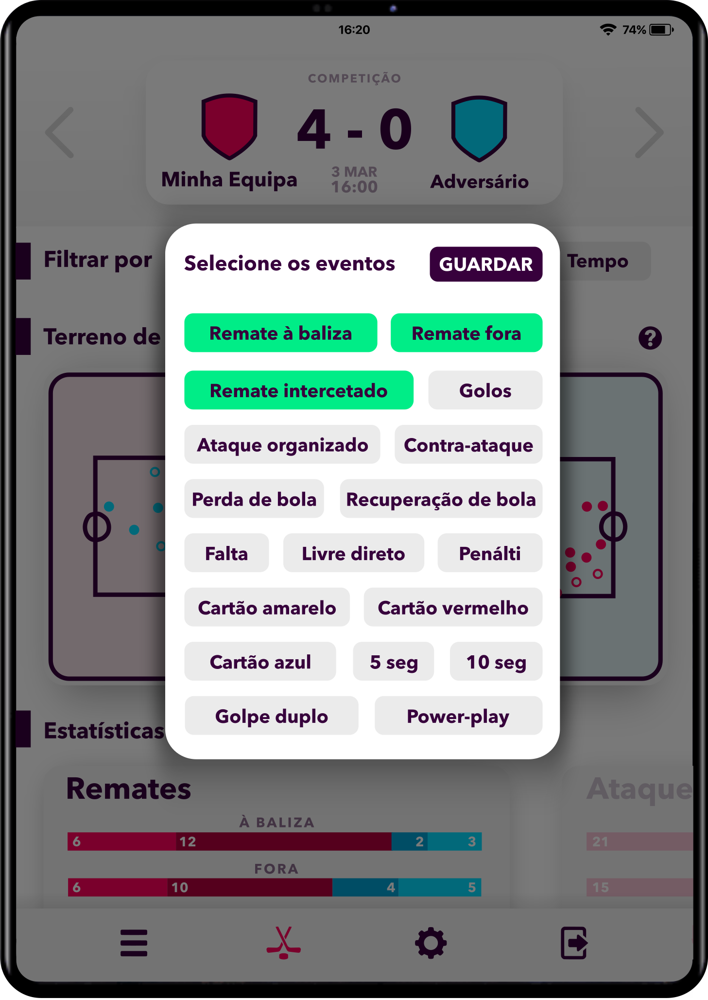 16:20
74%
COMPETIÇÃO
4 - 0
3 MAR
16:00
Minha Equipa
Adversário
Filtrar por
Tempo
Selecione os eventos
GUARDAR
Terreno de
?
Remate à baliza
Remate fora
Remate intercetado
Golos
Ataque organizado
Contra-ataque
Perda de bola
Recuperação de bola
Falta
Livre direto
Penálti
Cartão amarelo
Cartão vermelho
Cartão azul
5 seg
10 seg
Golpe duplo
Power-play
Estatísticas
Remates
Ataque
À BALIZA
6 12 2 3
21
FORA
6 10 4 5
15